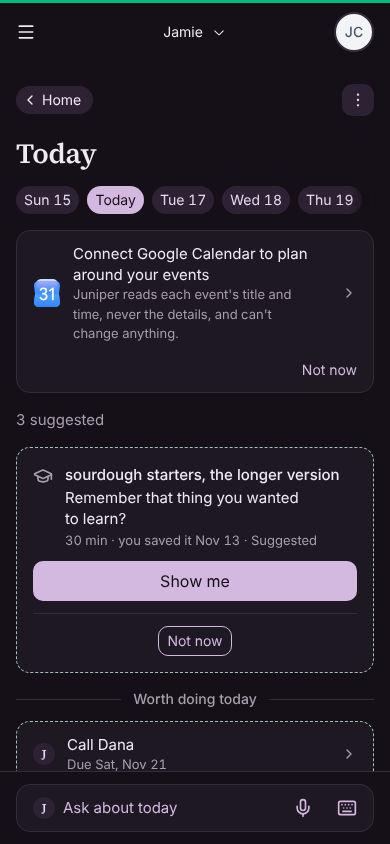 Jamie
JC
Home
Today
Sun 15
Today
Tue 17
Wed 18
Thu 19
31
Connect Google Calendar to plan
around your events
Juniper reads each event's title and
time, never the details, and can't
change anything.
Not now
3 suggested
sourdough starters, the longer version
Remember that thing you wanted
to learn?
30 min · you saved it Nov 13 · Suggested
Show me
Not now
Worth doing today
J
Call Dana
Due Sat, Nov 21
J
Ask about today